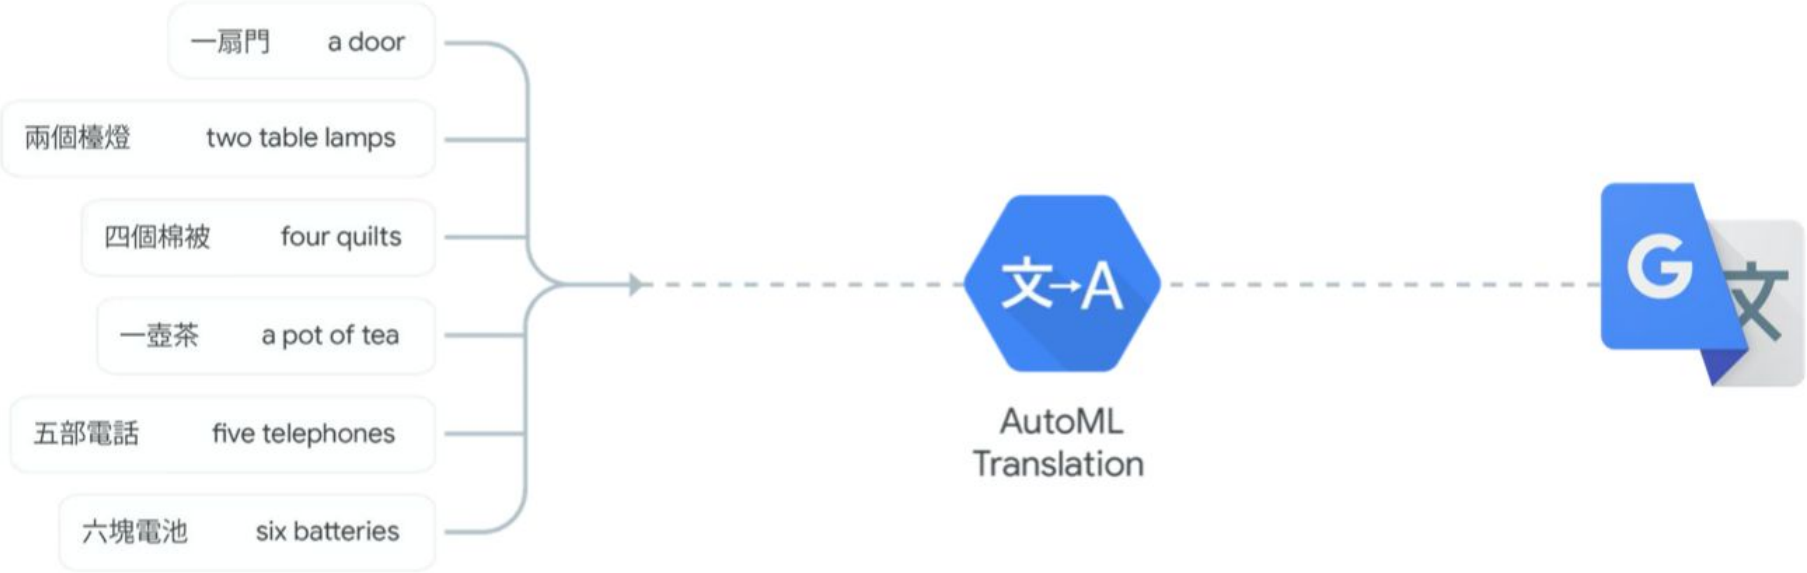 一扇門 a door
兩個檯燈 two table lamps
四個棉被 four quilts
一壺茶 a pot of tea
五部電話 five telephones
六塊電池 six batteries
文→A
AutoML
Translation
G 文